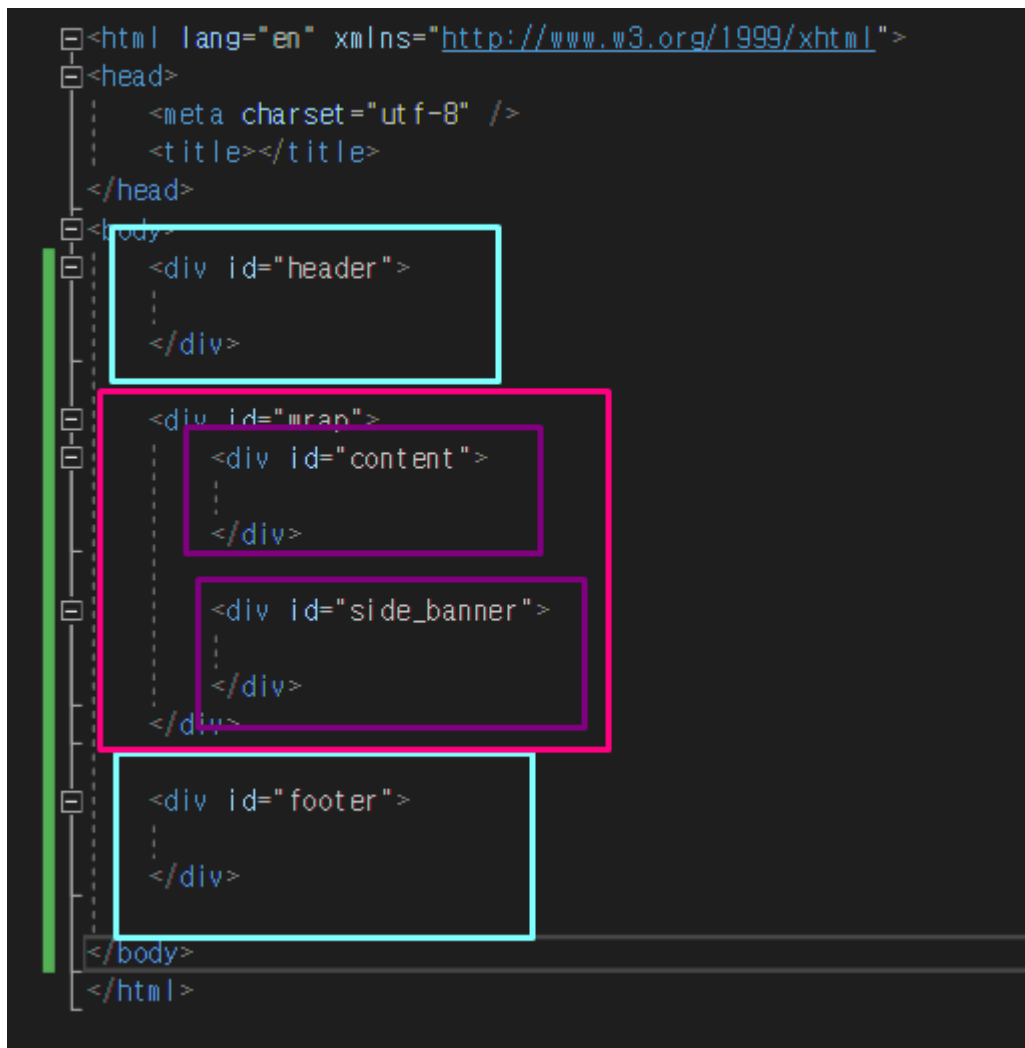 <html lang="en" xmlns="http://www.w3.org/1999/xhtml">
<head>
<meta charset="utf-8" />
<title></title>
</head>
<body>
<div id="header">
</div>
<div id="wrap">
<div id="content">
</div>
<div id="side_banner">
</div>
</div>
<div id="footer">
</div>
</body>
</html>